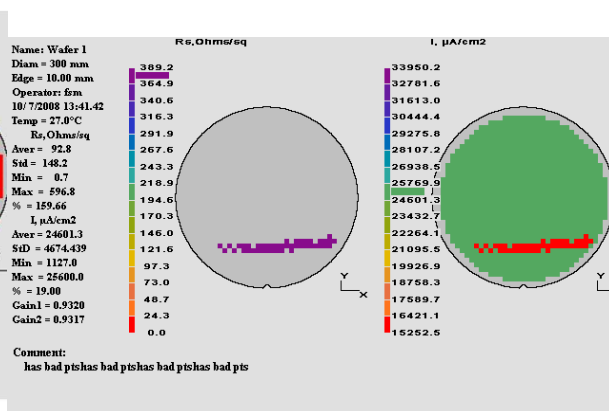 Name: Wafer 1
Diam = 300 mm
Edge = 10.00 mm
Operator: fsm
10/ 7/2008 13:41.42
Temp = 27.0°C
Rs,Ohms/sq
Aver = 92.8
Std = 148.2
Min = 0.7
Max = 596.8
% = 159.66
I, µA/cm2
Aver = 24601.3
StD = 4674.439
Min = 1127.0
Max = 25600.0
% = 19.00
Gain1 = 0.9320
Gain2 = 0.9317
Comment:
has bad ptshas bad ptshas bad ptshas bad pts
Rs,Ohms/sq
389.2
364.9
340.6
316.3
291.9
267.6
243.3
218.9
194.6
170.3
146.0
121.6
97.3
73.0
48.7
24.3
0.0
Y
X
I, µA/cm2
33950.2
32781.6
31613.0
30444.4
29275.8
28107.2
26938.5
25769.9
24601.3
23432.7
22264.1
21095.5
19926.9
18758.3
17589.7
16421.1
15252.5
Y